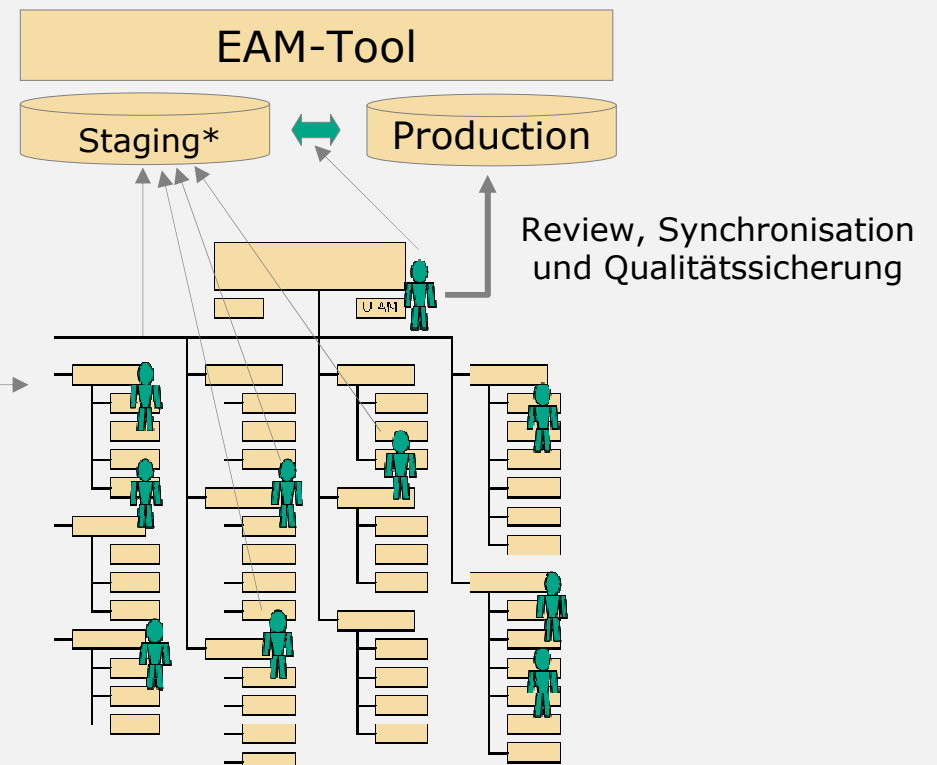 EAM-Tool
Staging*
Production
Review, Synchronisation
und Qualitätssicherung